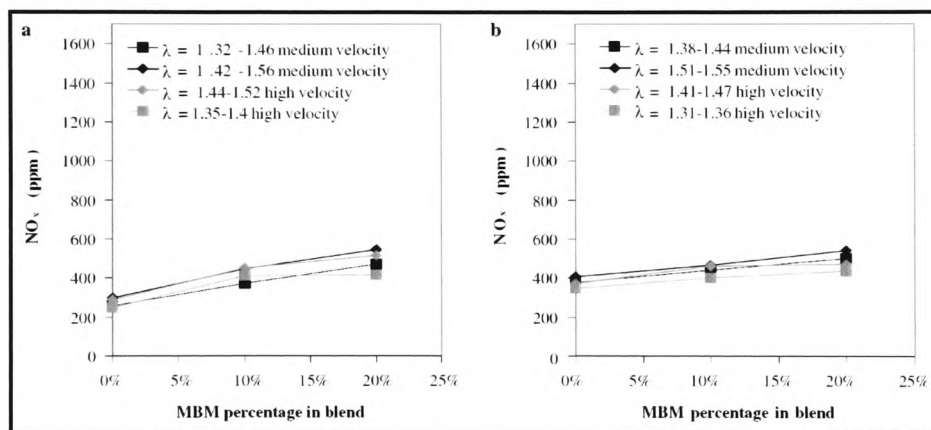 a
1600
1400
1200
1000
800
600
400
200
0
NOx (ppm)
λ = 1 .32 -1.46 medium velocity
λ = 1 .42 -1.56 medium velocity
λ = 1.44-1.52 high velocity
λ = 1.35-1.4 high velocity
0% 5% 10% 15% 20% 25%
MBM percentage in blend
b
1600
1400
1200
1000
800
600
400
200
0
NOx (ppm)
λ = 1.38-1.44 medium velocity
λ = 1.51-1.55 medium velocity
λ = 1.41-1.47 high velocity
λ = 1.31-1.36 high velocity
0% 5% 10% 15% 20% 25%
MBM percentage in blend